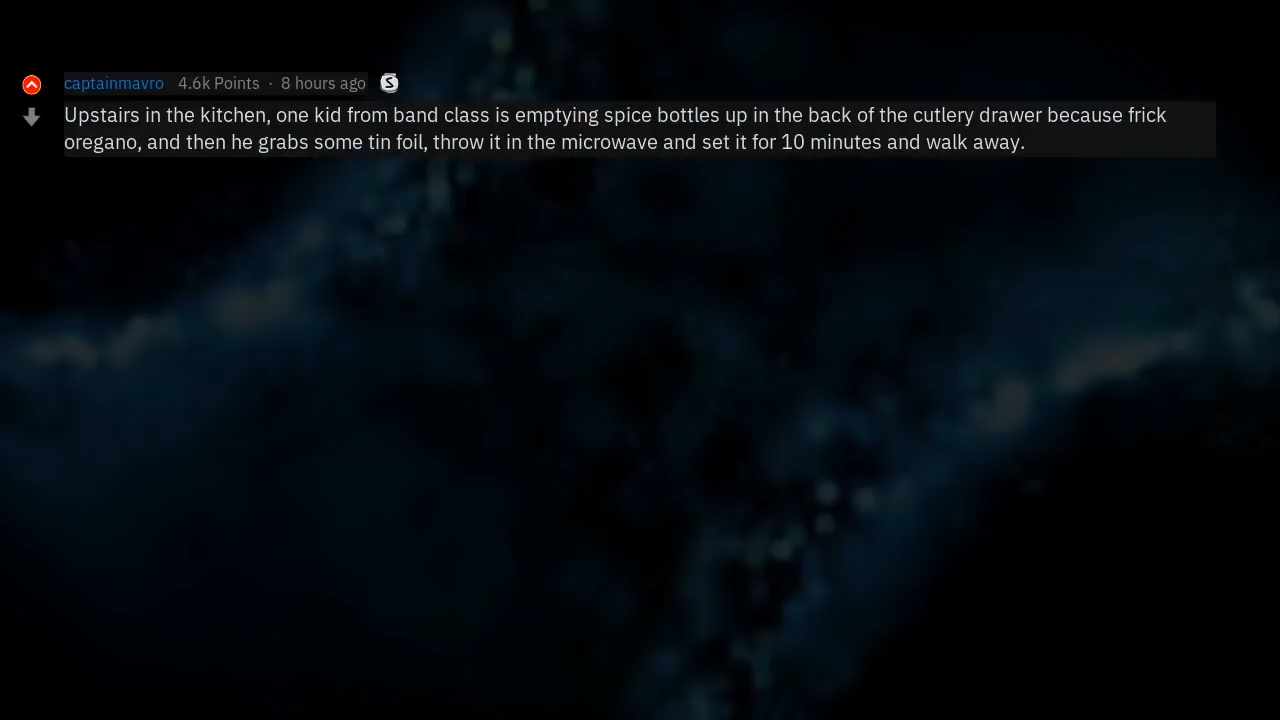 captainmavro 4.6k Points · 8 hours ago S
Upstairs in the kitchen, one kid from band class is emptying spice bottles up in the back of the cutlery drawer because frick
oregano, and then he grabs some tin foil, throw it in the microwave and set it for 10 minutes and walk away.